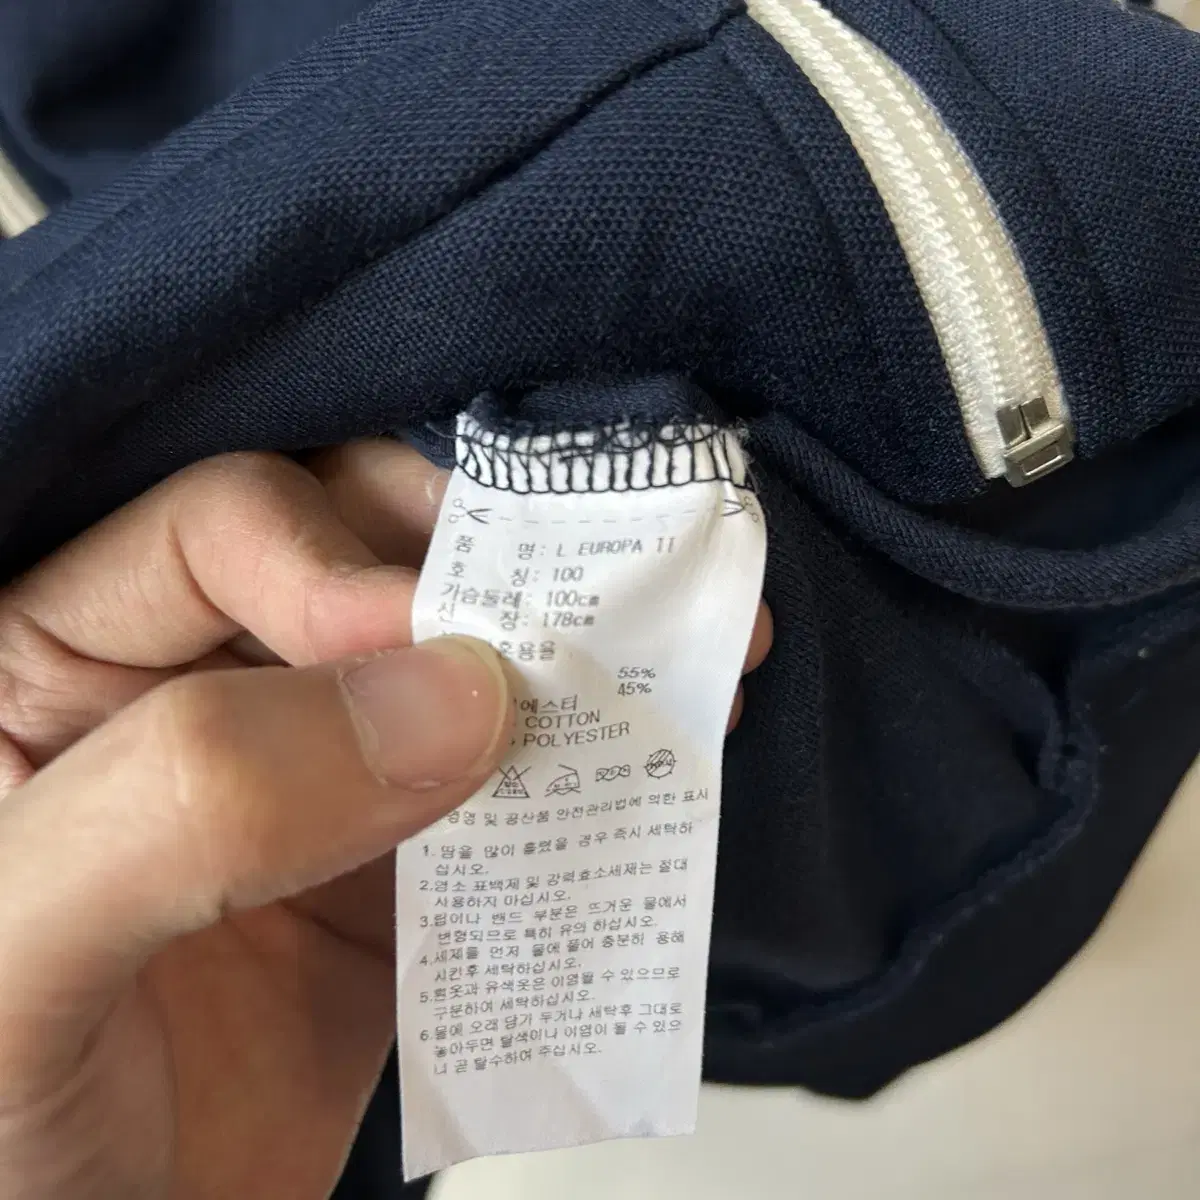 품 명: L EUROPA TT
호 칭: 100
가슴둘레: 100cm
신 장: 178cm
혼용율
55%
에스터 45%
COTTON
POLYESTER
품질경영 및 공산품 안전관리법에 의한 표시
1. 땀을 많이 흘렸을 경우 즉시 세탁하
십시오.
2.염소 표백제 및 강력효소세제는 절대
사용하지 마십시오.
3.립이나 밴드 부분은 뜨거운 물에서
변형되므로 특히 유의 하십시오.
4.세제를 먼저 물에 풀어 충분히 용해
시킨후 세탁하십시오.
5.흰옷과 유색옷은 이염될 수 있으므로
구분하여 세탁하십시오.
6.물에 오래 담가 두거나 세탁후 그대로
놓아두면 탈색이나 이염이 될 수 있으
니 곧 탈수하여 주십시오.